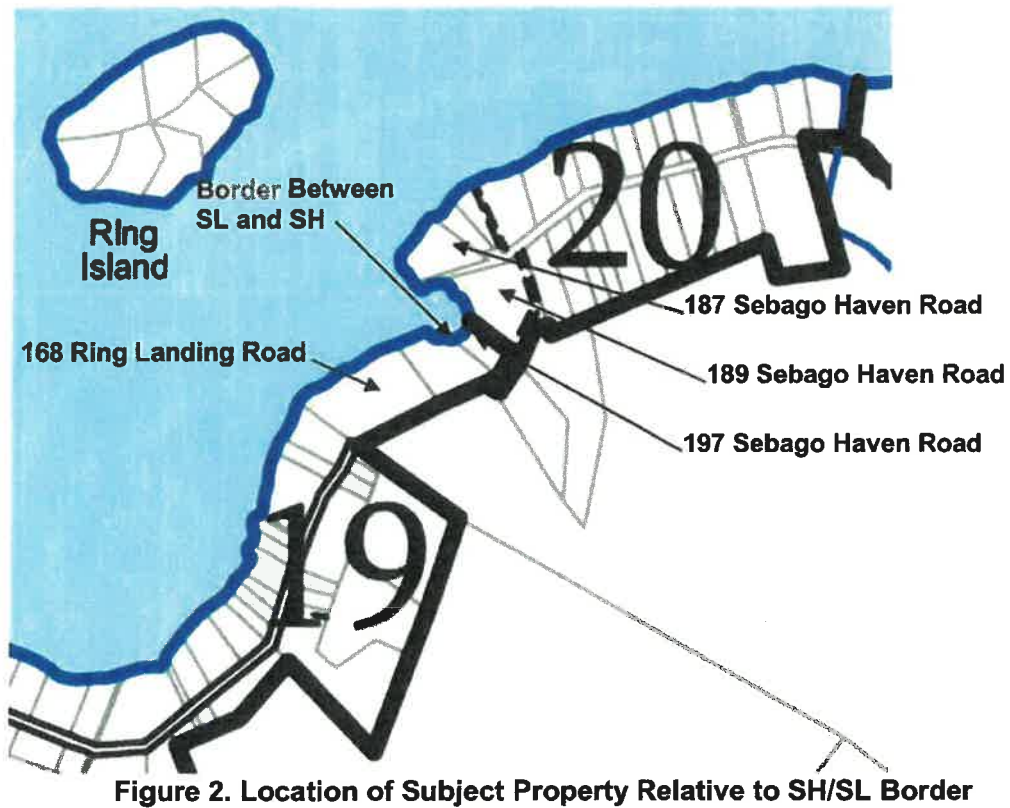 20
Border Between
SL and SH
Ring
Island
187 Sebago Haven Road
168 Ring Landing Road
189 Sebago Haven Road
197 Sebago Haven Road
19
Figure 2. Location of Subject Property Relative to SH/SL Border